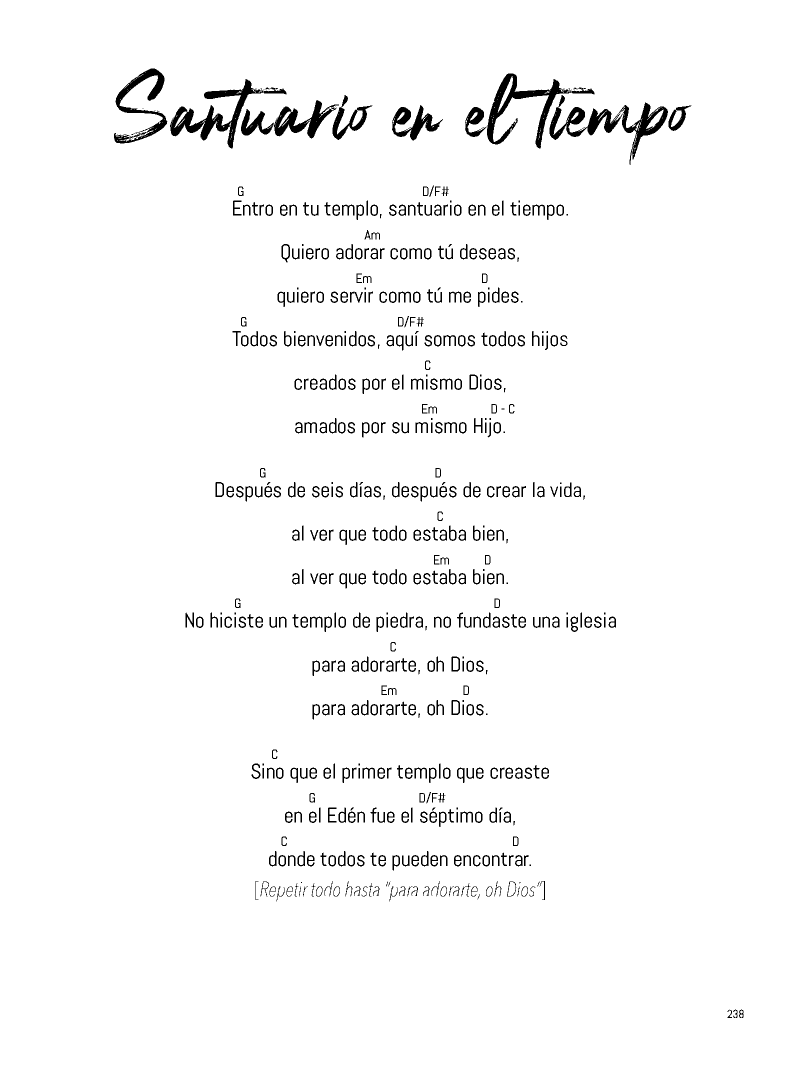 Santuario en el tiempo
G D/F#
Entro en tu templo, santuario en el tiempo.
Am
Quiero adorar como tú deseas,
Em D
quiero servir como tú me pides.
G D/F#
Todos bienvenidos, aquí somos todos hijos
C
creados por el mismo Dios,
Em D - C
amados por su mismo Hijo.
G D
Después de seis días, después de crear la vida,
C
al ver que todo estaba bien,
Em D
al ver que todo estaba bien.
G D
No hiciste un templo de piedra, no fundaste una iglesia
C
para adorarte, oh Dios,
Em D
para adorarte, oh Dios.
C
Sino que el primer templo que creaste
G D/F#
en el Edén fue el séptimo día,
C D
donde todos te pueden encontrar.
[Repetir todo hasta "para adorarte, oh Dios"]
238